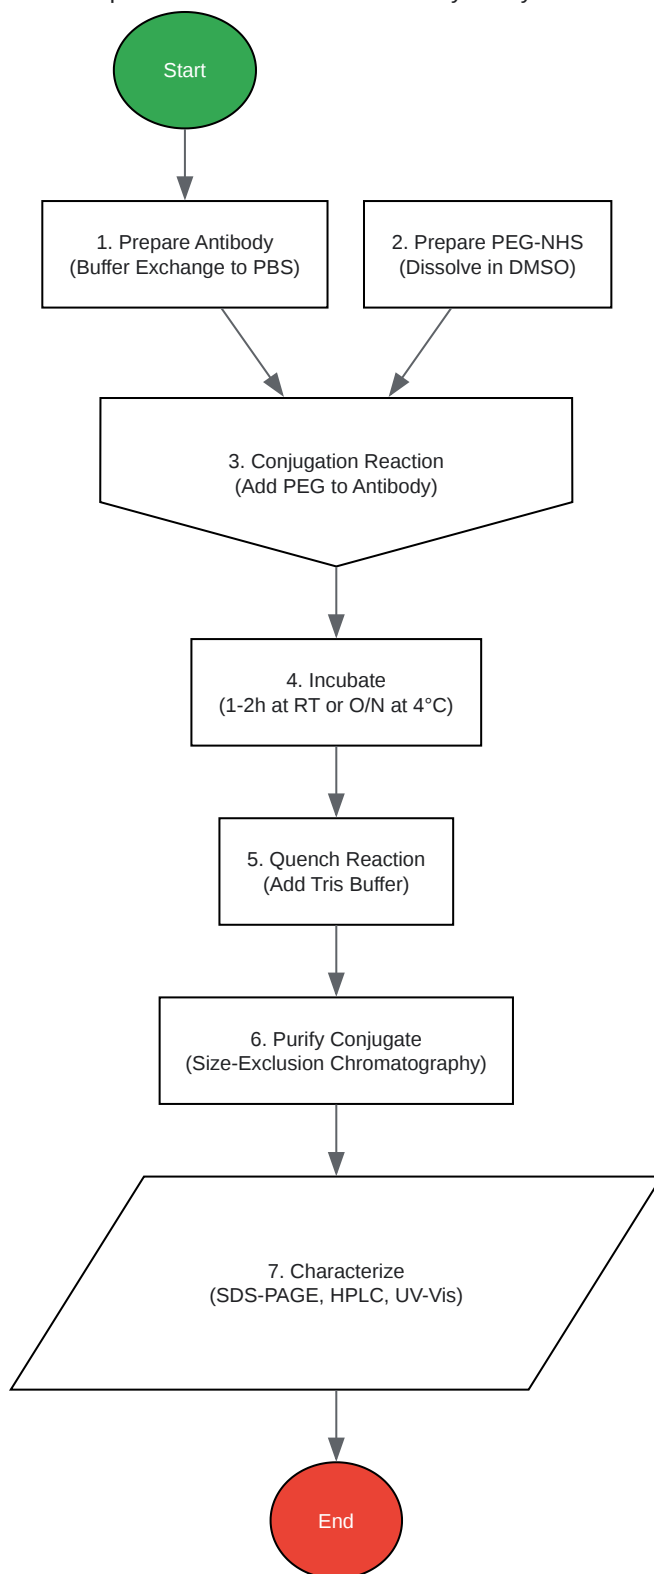 Start
1. Prepare Antibody
(Buffer Exchange to PBS)
2. Prepare PEG-NHS
(Dissolve in DMSO)
3. Conjugation Reaction
(Add PEG to Antibody)
4. Incubate
(1-2h at RT or O/N at 4°C)
5. Quench Reaction
(Add Tris Buffer)
6. Purify Conjugate
(Size-Exclusion Chromatography)
7. Characterize
(SDS-PAGE, HPLC, UV-Vis)
End